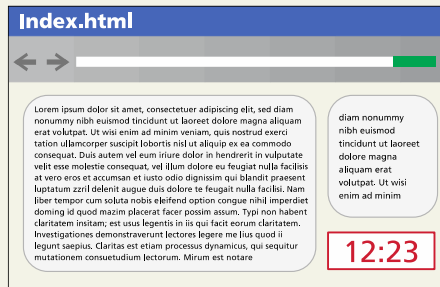 Index.html
Lorem ipsum dolor sit amet, consectetuer adipiscing elit, sed diam
nonummy nibh euismod tincidunt ut laoreet dolore magna aliquam
erat volutpat. Ut wisi enim ad minim veniam, quis nostrud exerci
tation ullamcorper suscipit lobortis nisl ut aliquip ex ea commodo
consequat. Duis autem vel eum iriure dolor in hendrerit in vulputate
velit esse molestie consequat, vel illum dolore eu feugiat nulla facilisis
at vero eros et accumsan et iusto odio dignissim qui blandit praesent
luptatum zzril delenit augue duis dolore te feugait nulla facilisi. Nam
liber tempor cum soluta nobis eleifend option congue nihil imperdiet
doming id quod mazim placerat facer possim assum. Typi non habent
claritatem insitam; est usus legentis in iis qui facit eorum claritatem.
Investigationes demonstraverunt lectores legere me lius quod ii
legunt saepius. Claritas est etiam processus dynamicus, qui sequitur
mutationem consuetudium lectorum. Mirum est notare
diam nonummy
nibh euismod
tincidunt ut laoreet
dolore magna
aliquam erat
volutpat. Ut wisi
enim ad minim
12:23